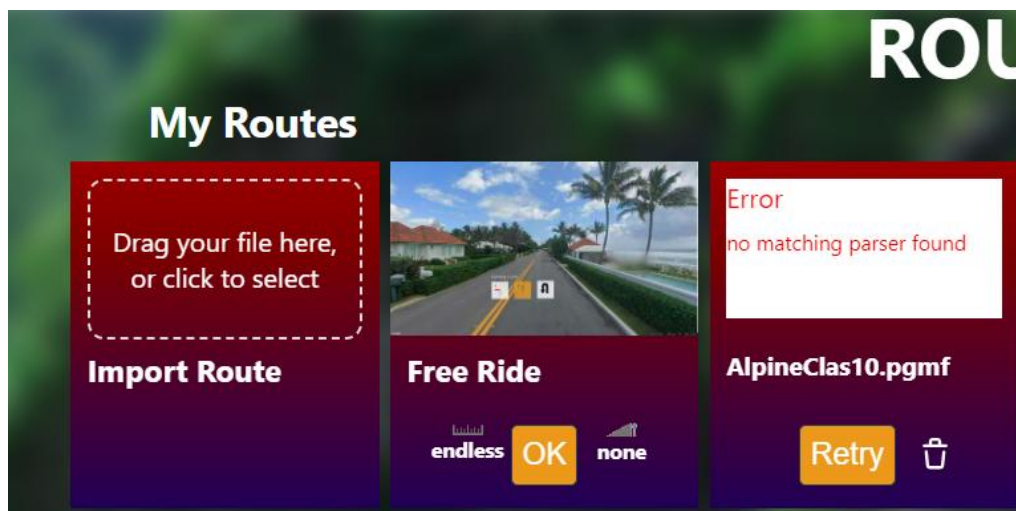 ROU
My Routes
Drag your file here,
or click to select
Import Route
Free Ride
endless
OK
none
Error
no matching parser found
AlpineClas10.pgmf
Retry